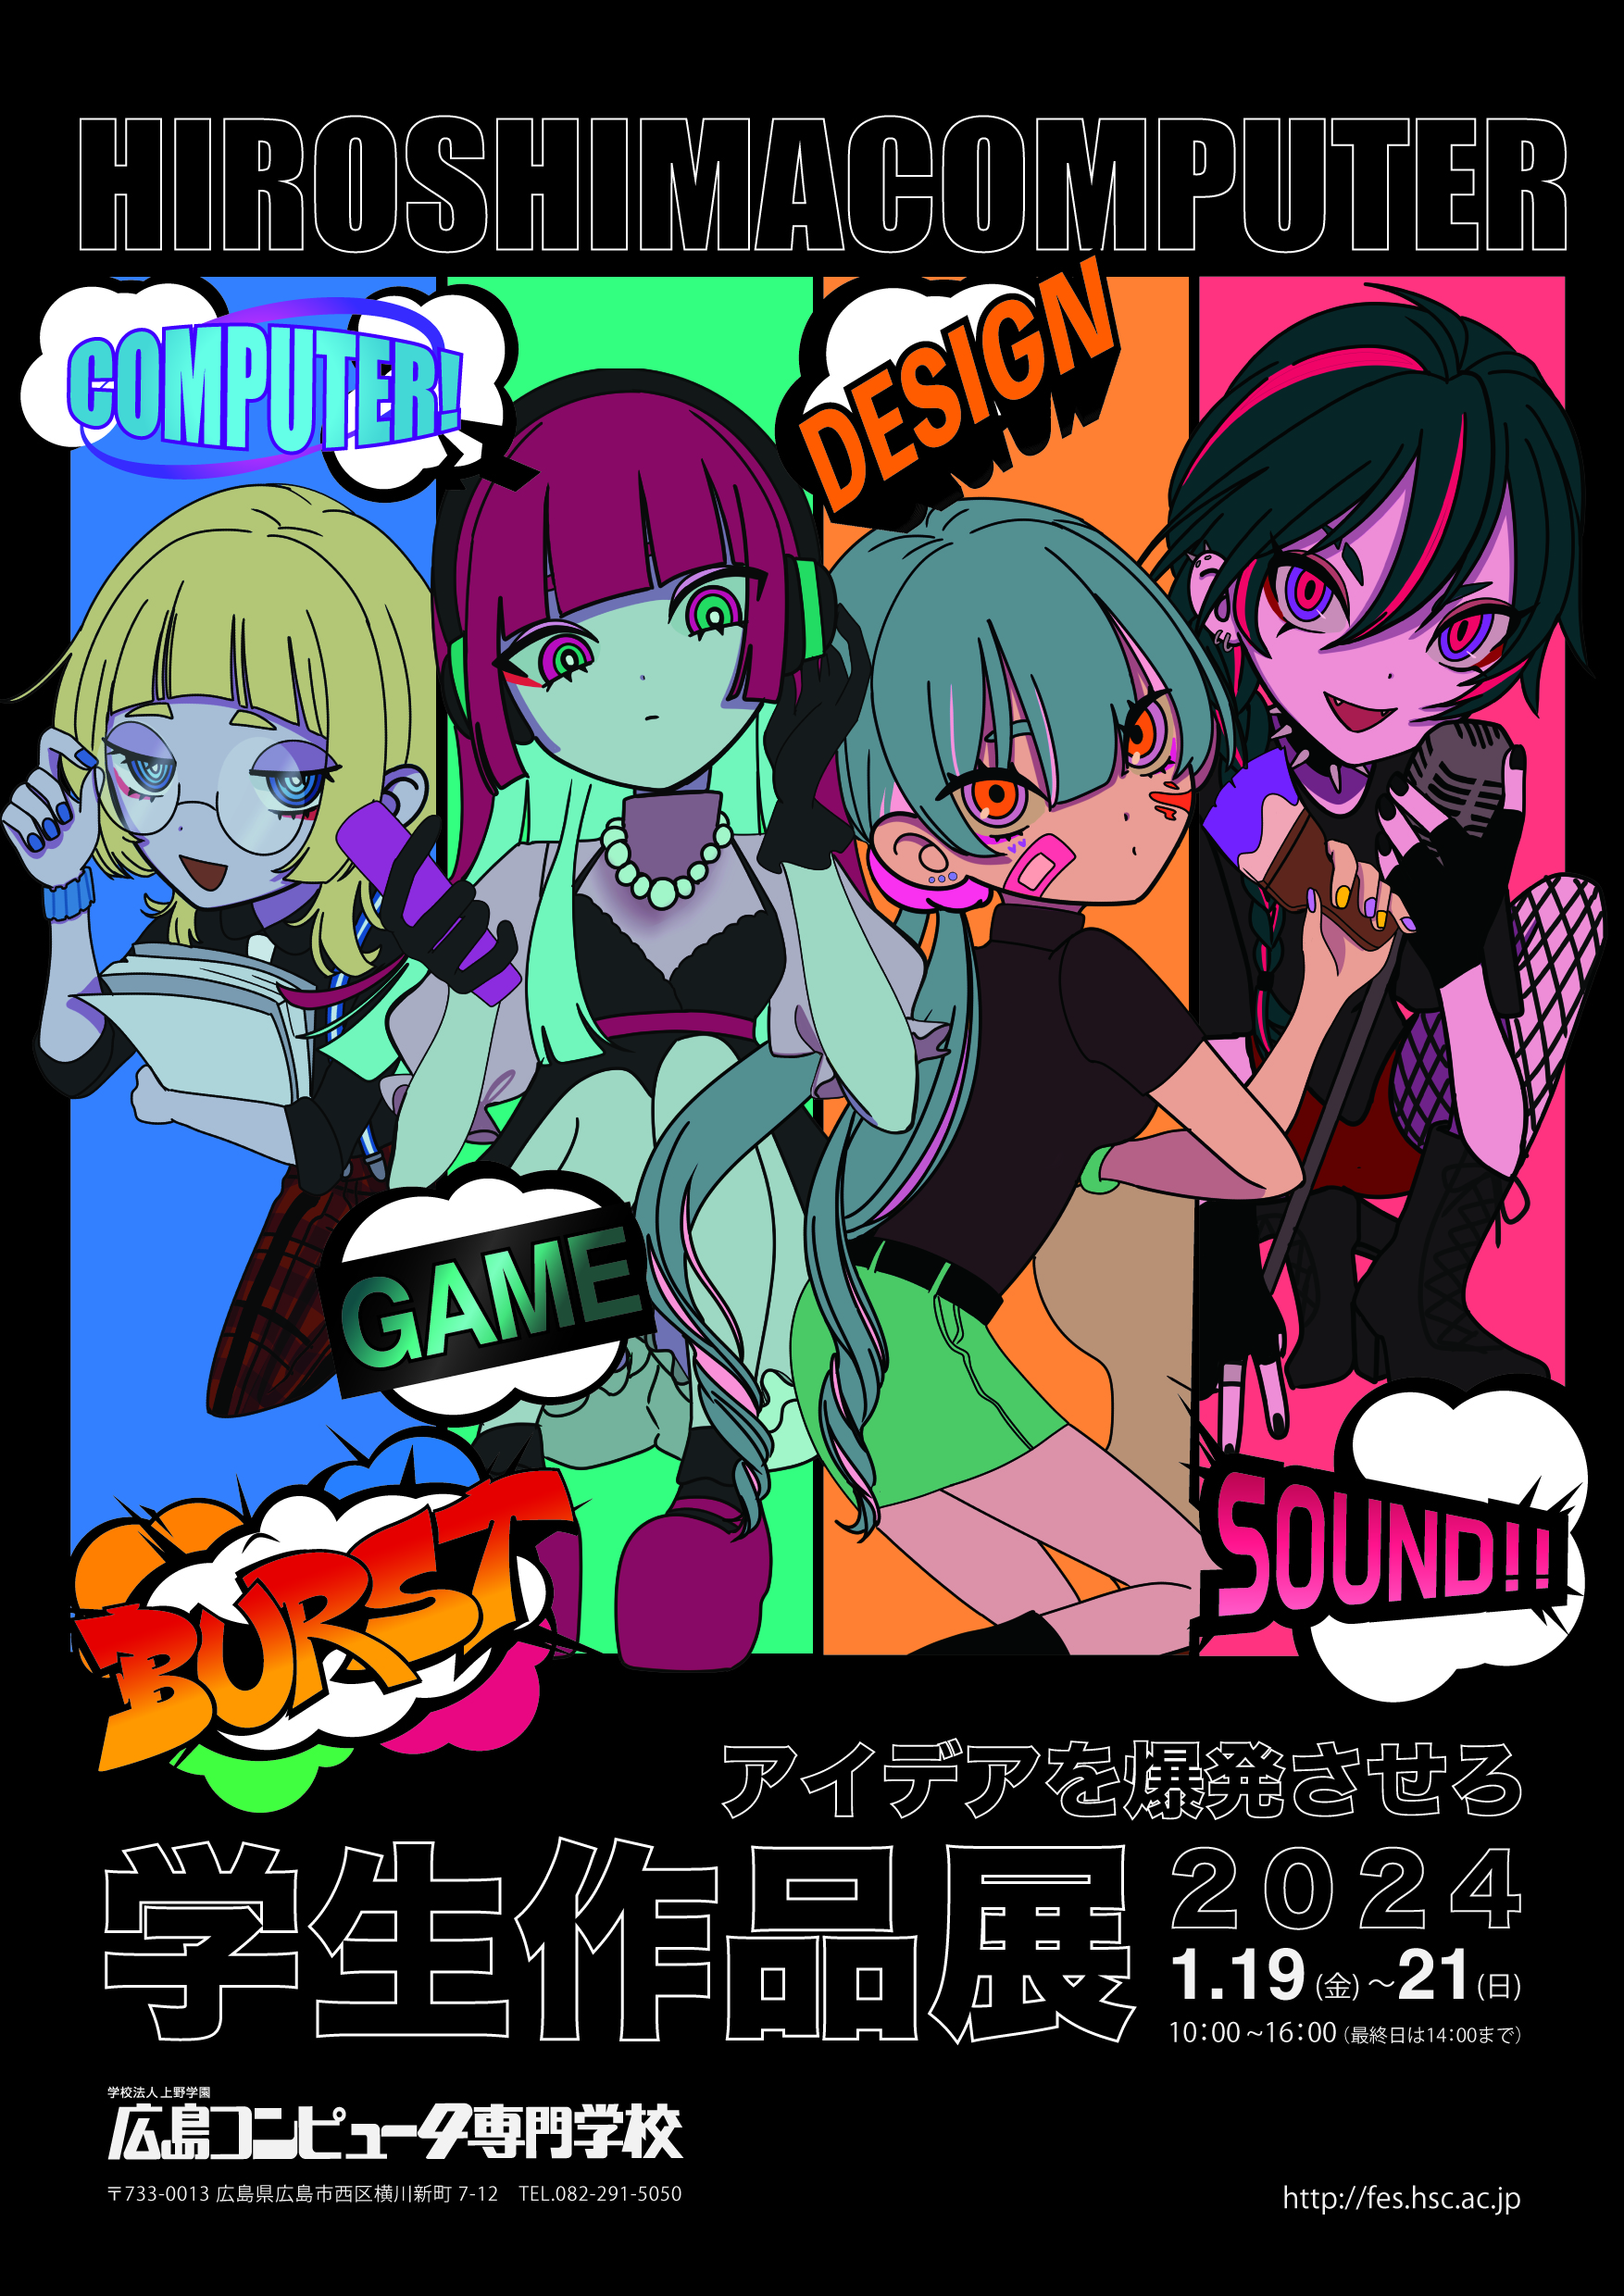 HIROSHIMACOMPUTER
COMPUTER!
DESIGN
GAME
BURST
SOUND!!
アイデアを爆発させろ
学生作品展
2024
1.19(金)～21(日)
10:00～16:00(最終日は14:00まで)
学校法人上野学園
広島コンピュータ専門学校
〒733-0013 広島県広島市西区横川新町 7-12 TEL.082-291-5050
http://fes.hsc.ac.jp